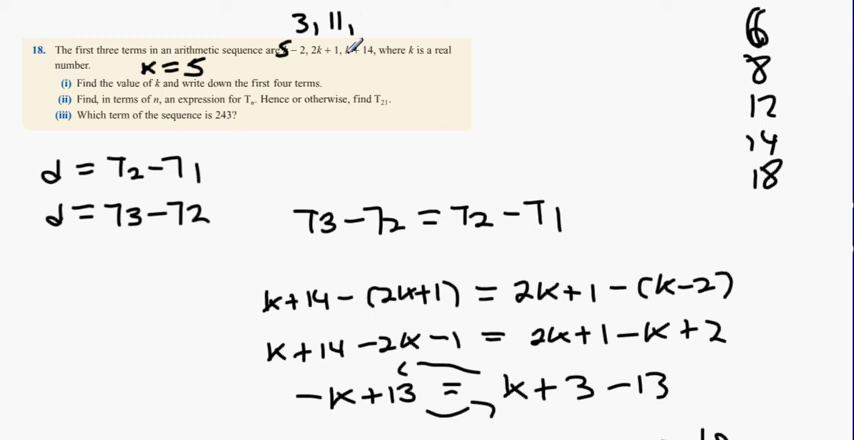 3, 11,
18. The first three terms in an arithmetic sequence are 5 – 2, 2k + 1, k + 14, where k is a real
number.
k = 5
(i) Find the value of k and write down the first four terms.
(ii) Find, in terms of n, an expression for Tn. Hence or otherwise, find T21.
(iii) Which term of the sequence is 243?
6
8
12
14
18
d = T2 - T1
d = T3 - T2
T3 - T2 = T2 - T1
k + 14 - (2k+1) = 2k + 1 - (k-2)
k + 14 - 2k - 1 = 2k + 1 - k + 2
-k + 13 = k + 3 - 13